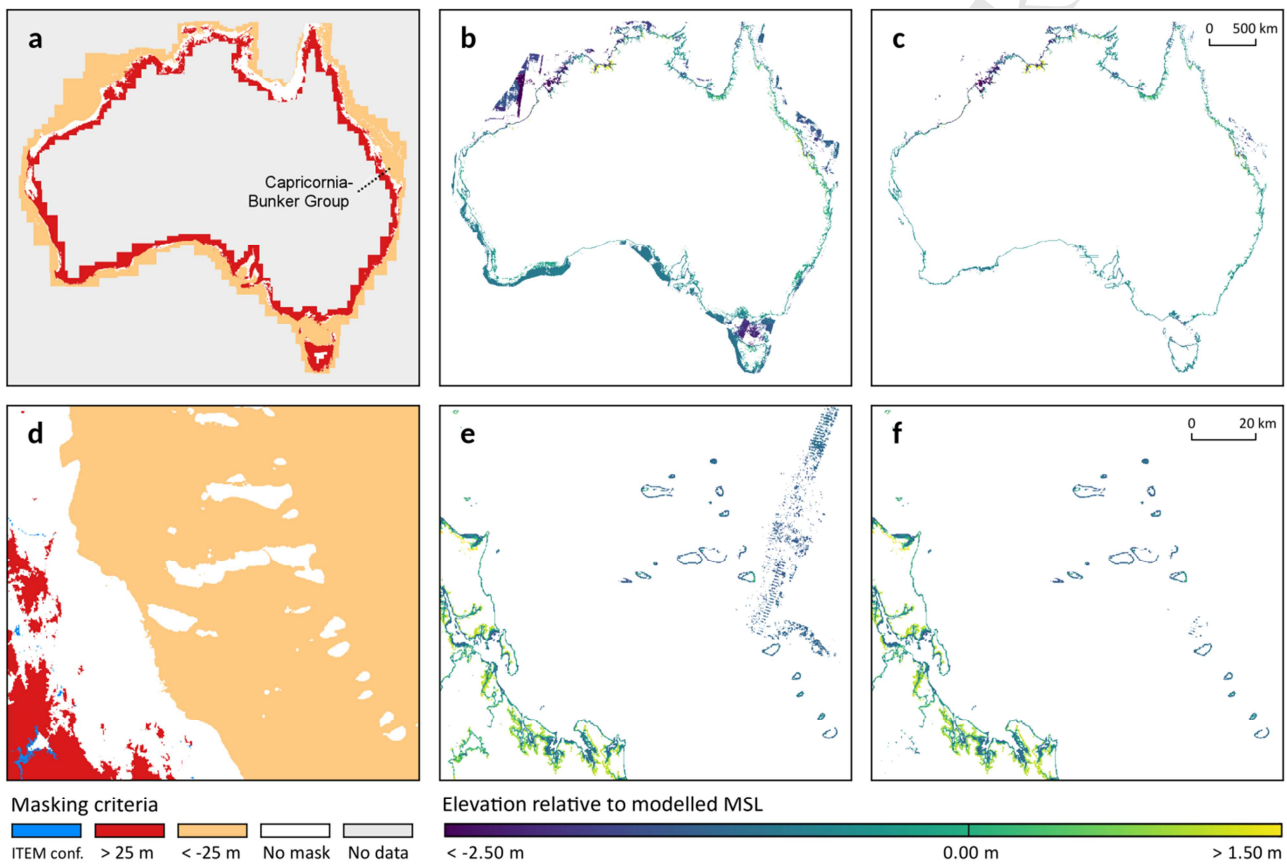 a
b
c
0 500 km
Capricornia-
Bunker Group
d
e
f
0 20 km
Masking criteria
ITEM conf.
> 25 m
< -25 m
No mask
No data
Elevation relative to modelled MSL
< -2.50 m
0.00 m
> 1.50 m